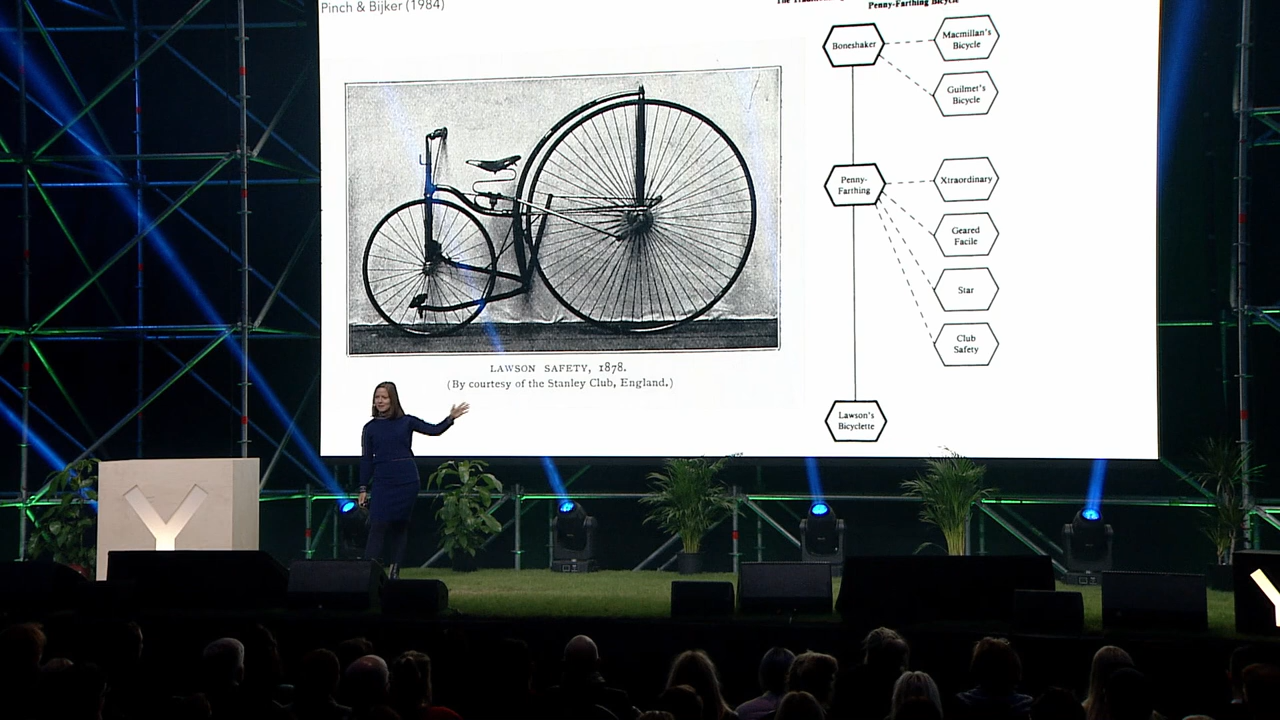 Pinch & Bijker (1984)
Penny-Farthing Bicycle
Boneshaker
Macmillan's
Bicycle
Guilmet's
Bicycle
Penny-
Farthing
Xtraordinary
Geared
Facile
Star
Club
Safety
Lawson's
Bicyclette
LAWSON SAFETY, 1878.
(By courtesy of the Stanley Club, England.)
Y